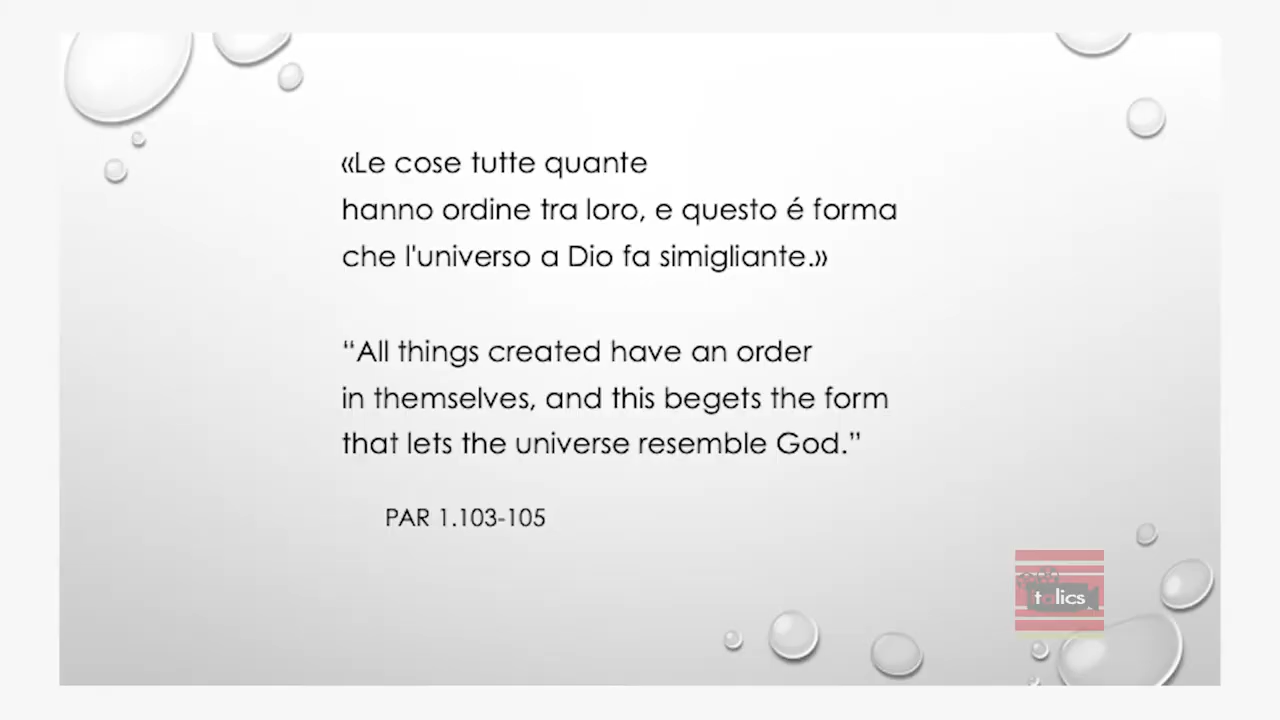 «Le cose tutte quante
hanno ordine tra loro, e questo é forma
che l'universo a Dio fa simigliante.»
“All things created have an order
in themselves, and this begets the form
that lets the universe resemble God.”
PAR 1.103-105
talics